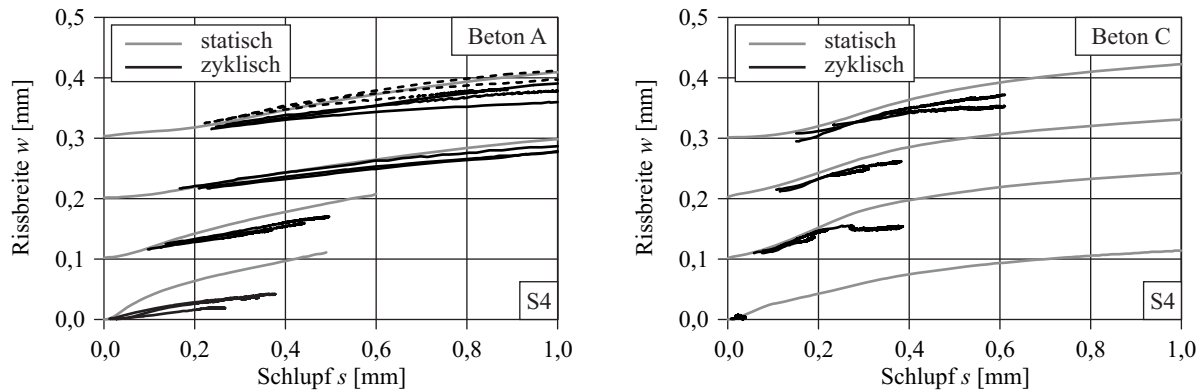 0,5
0,4
0,3
0,2
0,1
0,0
Rissbreite w [mm]
statisch
zyklisch
Beton A
S4
0,0 0,2 0,4 0,6 0,8 1,0
Schlupf s [mm]
0,5
0,4
0,3
0,2
0,1
0,0
Rissbreite w [mm]
statisch
zyklisch
Beton C
S4
0,0 0,2 0,4 0,6 0,8 1,0
Schlupf s [mm]